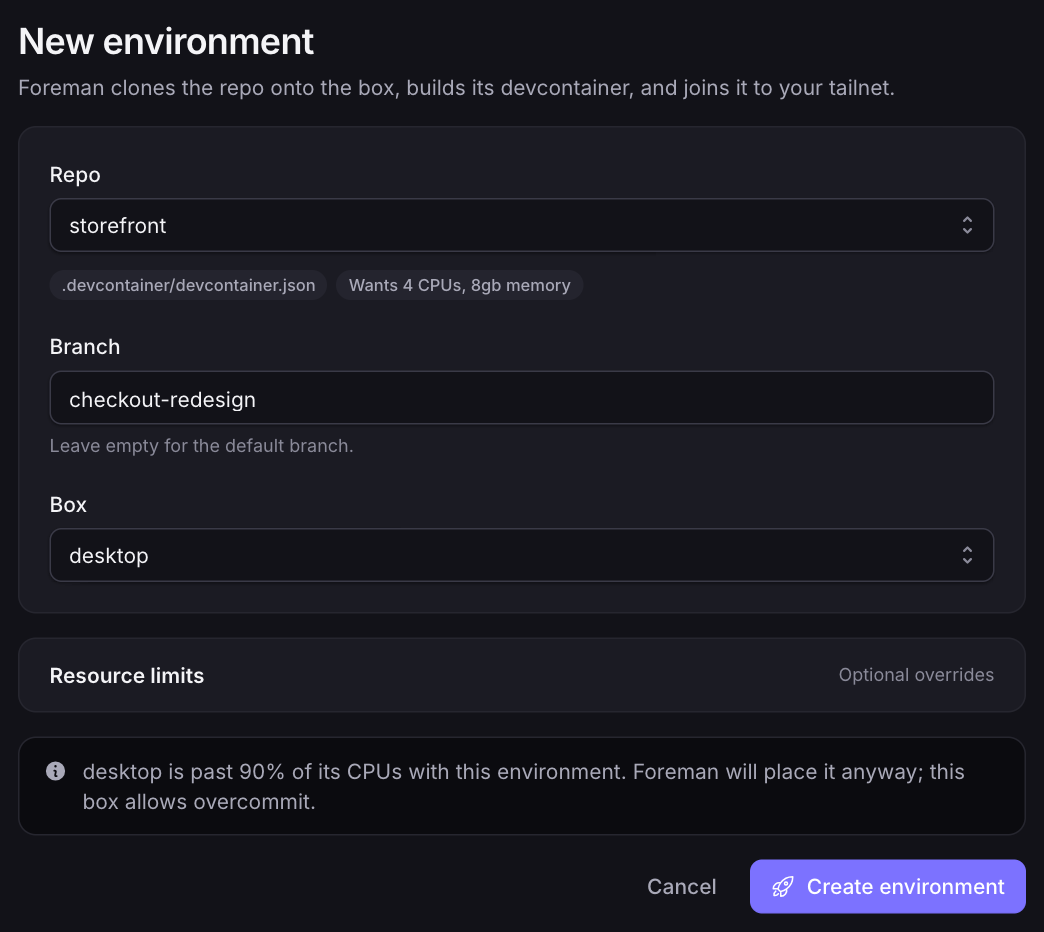 New environment
Foreman clones the repo onto the box, builds its devcontainer, and joins it to your tailnet.
Repo
storefront
.devcontainer/devcontainer.json
Wants 4 CPUs, 8gb memory
Branch
checkout-redesign
Leave empty for the default branch.
Box
desktop
Resource limits
Optional overrides
desktop is past 90% of its CPUs with this environment. Foreman will place it anyway; this
box allows overcommit.
Cancel
Create environment